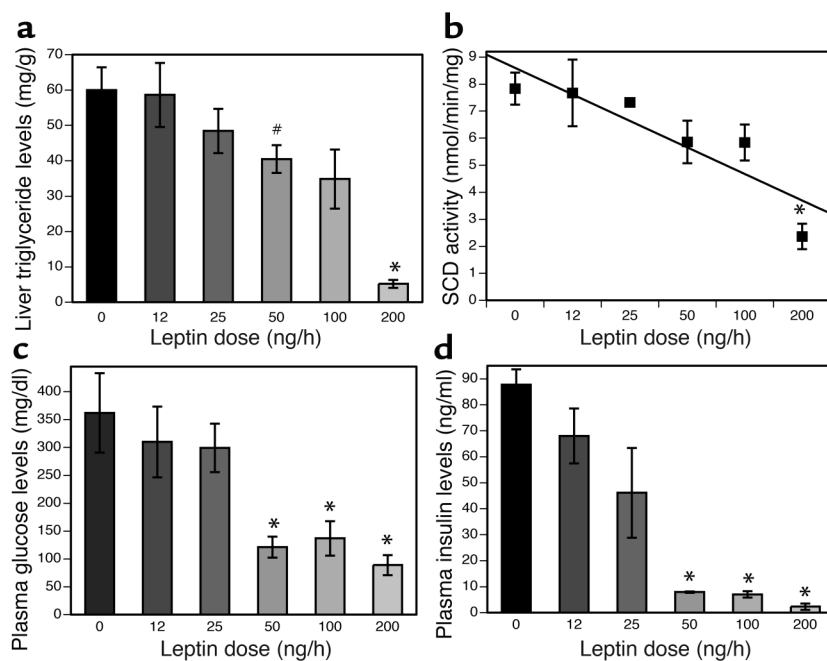 a
Liver triglyceride levels (mg/g)
70
60
50
40
30
20
10
0
#
*
0 12 25 50 100 200
Leptin dose (ng/h)
b
SCD activity (nmol/min/mg)
9
8
7
6
5
4
3
2
1
0
*
0 12 25 50 100 200
Leptin dose (ng/h)
c
Plasma glucose levels (mg/dl)
400
350
300
250
200
150
100
50
0
* * *
0 12 25 50 100 200
Leptin dose (ng/h)
d
Plasma insulin levels (ng/ml)
90
80
70
60
50
40
30
20
10
0
* * *
0 12 25 50 100 200
Leptin dose (ng/h)